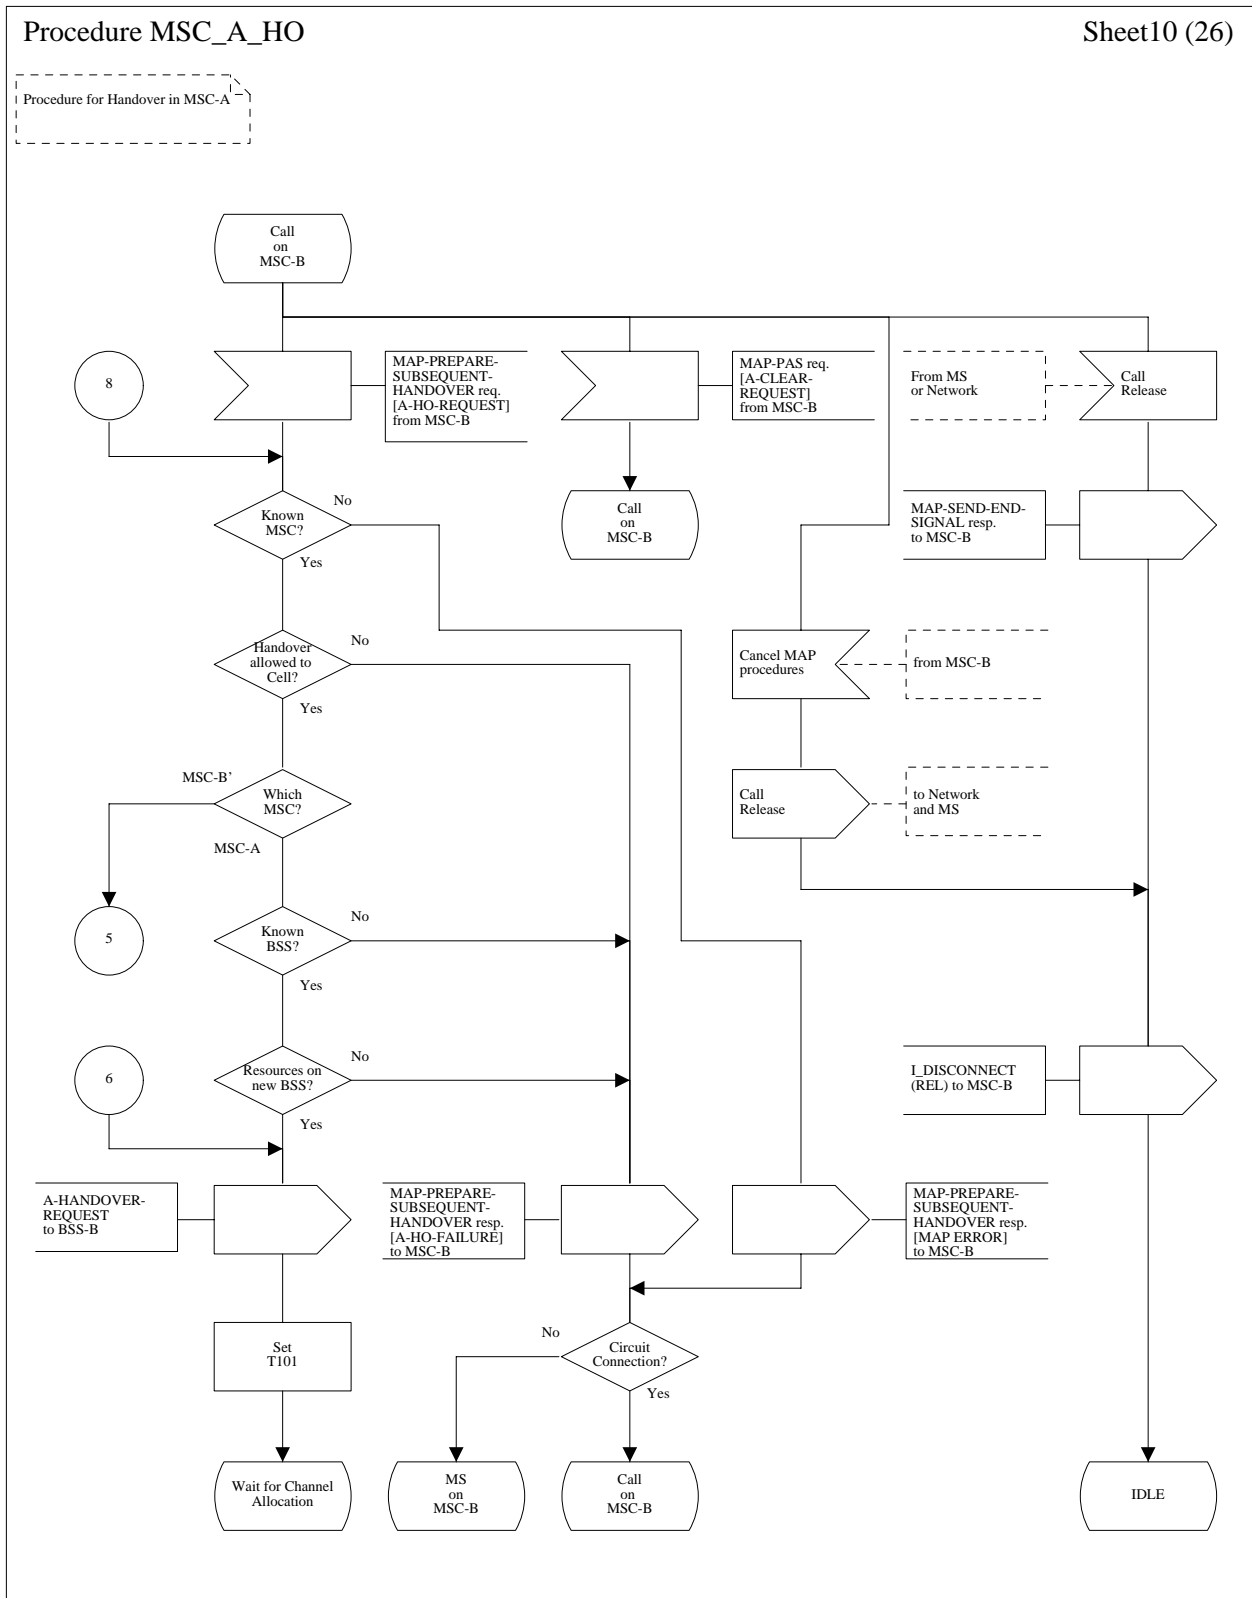 Procedure MSC_A_HO
Sheet10 (26)
Procedure for Handover in MSC-A
Call
on
MSC-B
8
MAP-PREPARE-
SUBSEQUENT-
HANDOVER req.
[A-HO-REQUEST]
from MSC-B
MAP-PAS req.
[A-CLEAR-
REQUEST]
from MSC-B
From MS
or Network
Call
Release
No
Known
MSC?
Yes
Call
on
MSC-B
MAP-SEND-END-
SIGNAL resp.
to MSC-B
No
Handover
allowed to
Cell?
Yes
Cancel MAP
procedures
from MSC-B
MSC-B’
Which
MSC?
MSC-A
Call
Release
to Network
and MS
5
No
Known
BSS?
Yes
6
No
Resources on
new BSS?
Yes
I_DISCONNECT
(REL) to MSC-B
A-HANDOVER-
REQUEST
to BSS-B
MAP-PREPARE-
SUBSEQUENT-
HANDOVER resp.
[A-HO-FAILURE]
to MSC-B
MAP-PREPARE-
SUBSEQUENT-
HANDOVER resp.
[MAP ERROR]
to MSC-B
Set
T101
No
Circuit
Connection?
Yes
Wait for Channel
Allocation
MS
on
MSC-B
Call
on
MSC-B
IDLE